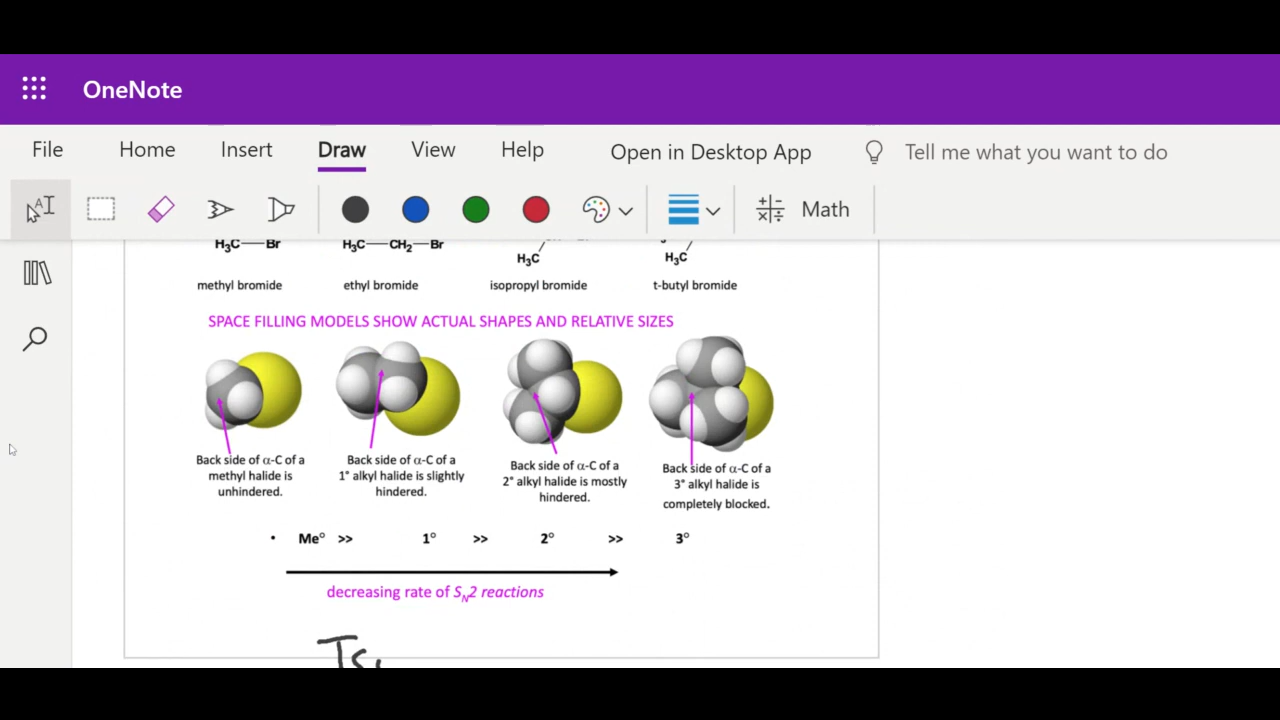 OneNote
File Home Insert Draw View Help Open in Desktop App Tell me what you want to do
Math
H₃C—Br H₃C—CH₂—Br
H₃C H₃C
methyl bromide ethyl bromide isopropyl bromide t-butyl bromide
SPACE FILLING MODELS SHOW ACTUAL SHAPES AND RELATIVE SIZES
Back side of α-C of a
methyl halide is
unhindered.
Back side of α-C of a
1° alkyl halide is slightly
hindered.
Back side of α-C of a
2° alkyl halide is mostly
hindered.
Back side of α-C of a
3° alkyl halide is
completely blocked.
• Me° >> 1° >> 2° >> 3°
decreasing rate of SN2 reactions